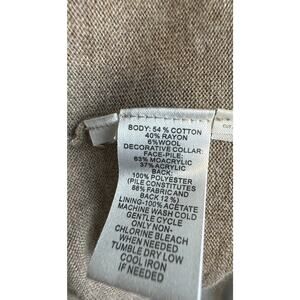 BODY: 54 % COTTON
40% RAYON
6%WOOL
DECORATIVE COLLAR:
FACE-PILE:
63% MOACRYLIC
37% ACRYLIC
BACK:
100% POLYESTER
(PILE CONSTITUTES
88% FABRIC AND
BACK 12 %)
LINING-100% ACETATE
MACHINE WASH COLD
GENTLE CYCLE
ONLY NON-
CHLORINE BLEACH
WHEN NEEDED
TUMBLE DRY LOW
COOL IRON
IF NEEDED